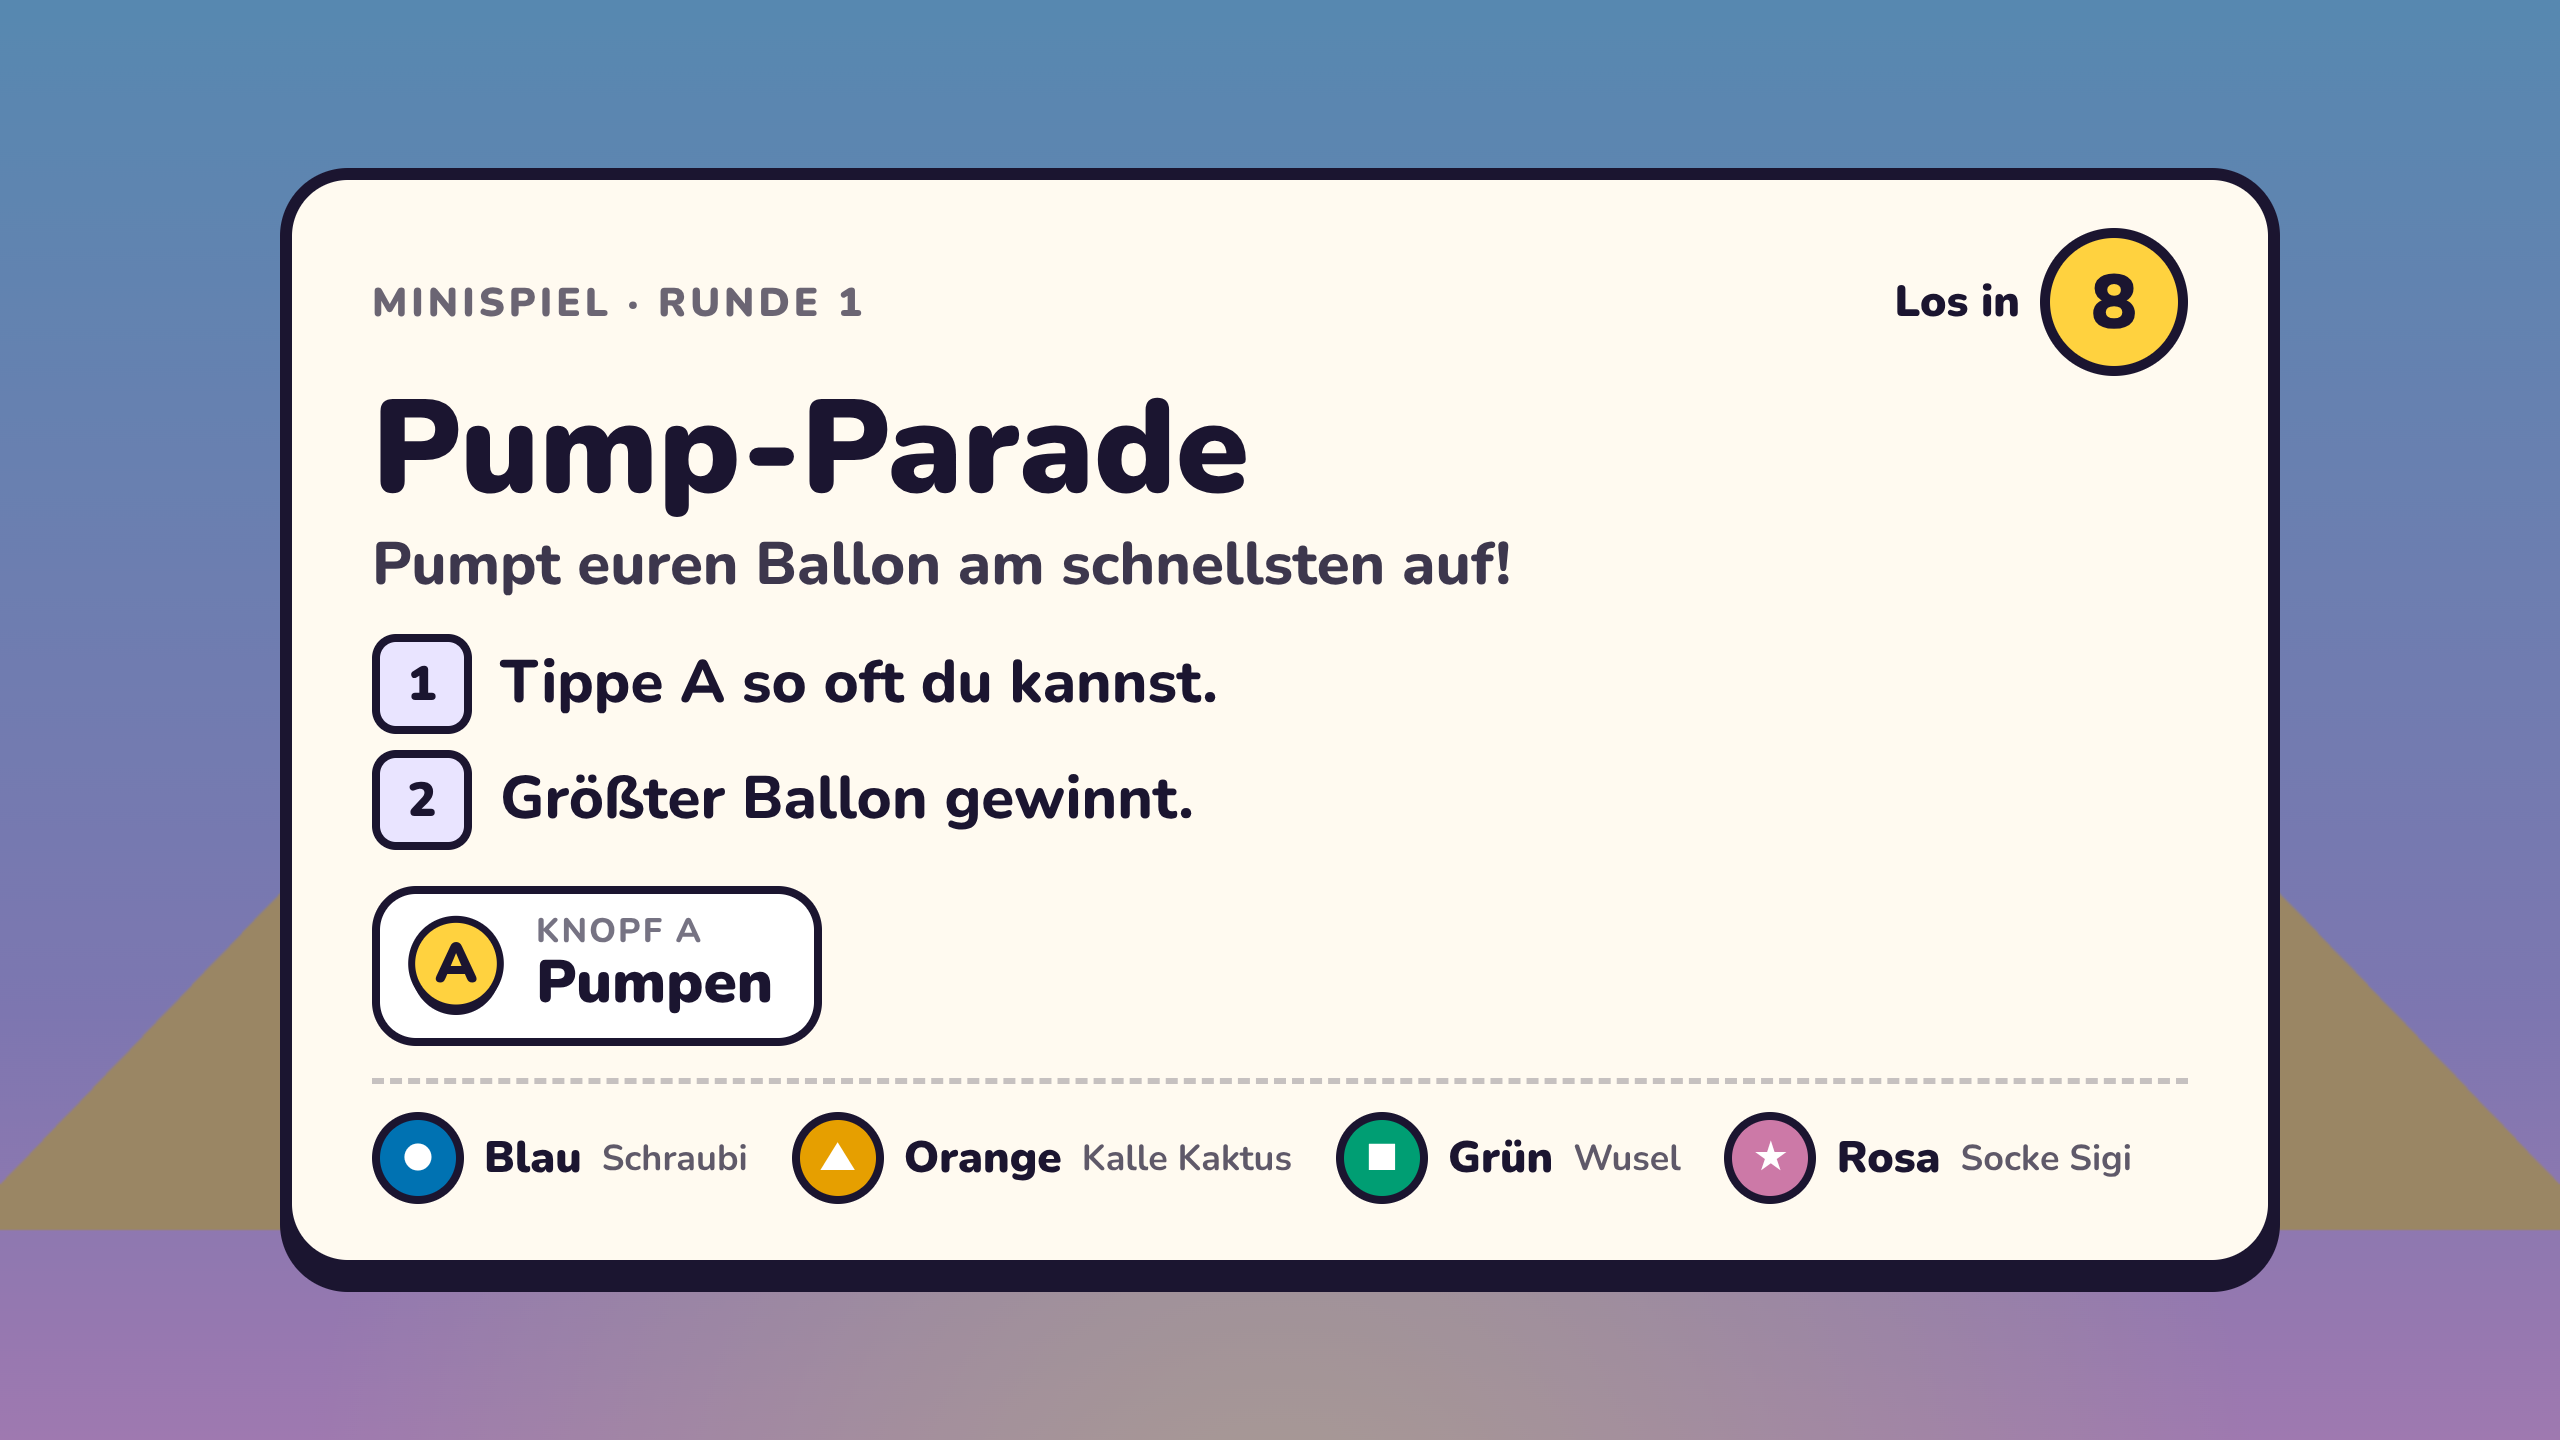 MINISPIEL · RUNDE 1
Los in 8
Pump-Parade
Pumpt euren Ballon am schnellsten auf!
1 Tippe A so oft du kannst.
2 Größter Ballon gewinnt.
A KNOPF A
Pumpen
Blau Schraubi Orange Kalle Kaktus Grün Wusel Rosa Socke Sigi